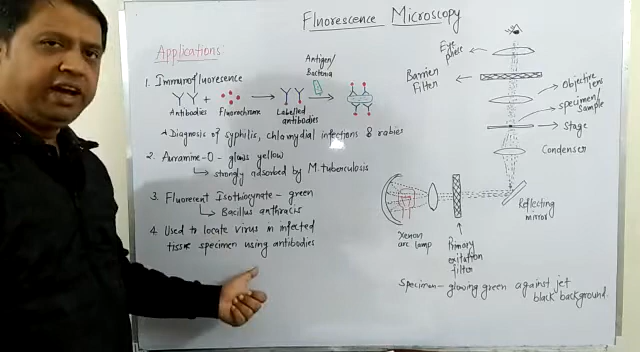 Fluorescence Microscopy
Applications:
1. Immunofluoresence
Antibodies + Fluorochrome → Labelled antibodies
Antigen/
Bacteria
* Diagnosis of syphilis, chlamydial infections & rabies
2. Auramine-O - glows yellow
↳ strongly adsorbed by M. tuberculosis
3. Fluorescent Isothiocynate - green
↳ Bacillus anthracis
4. Used to locate virus in infected
tissue specimen using antibodies
Eye
piece
Barrier
Filter
Objective
lens
Specimen/
Sample
Stage
Condenser
Reflecting
mirror
Xenon
arc lamp
Primary
exitation
filter
Specimen - glowing green against jet
black background.